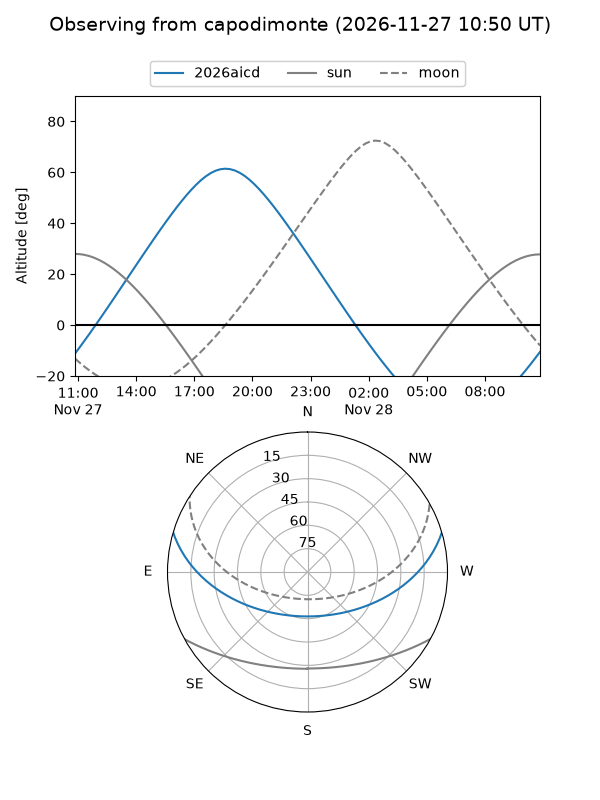 Observing from capodimonte (2026-11-27 10:50 UT)
2026aicd sun moon
Altitude [deg]
80
60
40
20
0
−20
11:00 14:00 17:00 20:00 23:00 02:00 05:00 08:00
Nov 27 Nov 28
N
NE NW
15
30
45
60
75
E W
SE SW
S